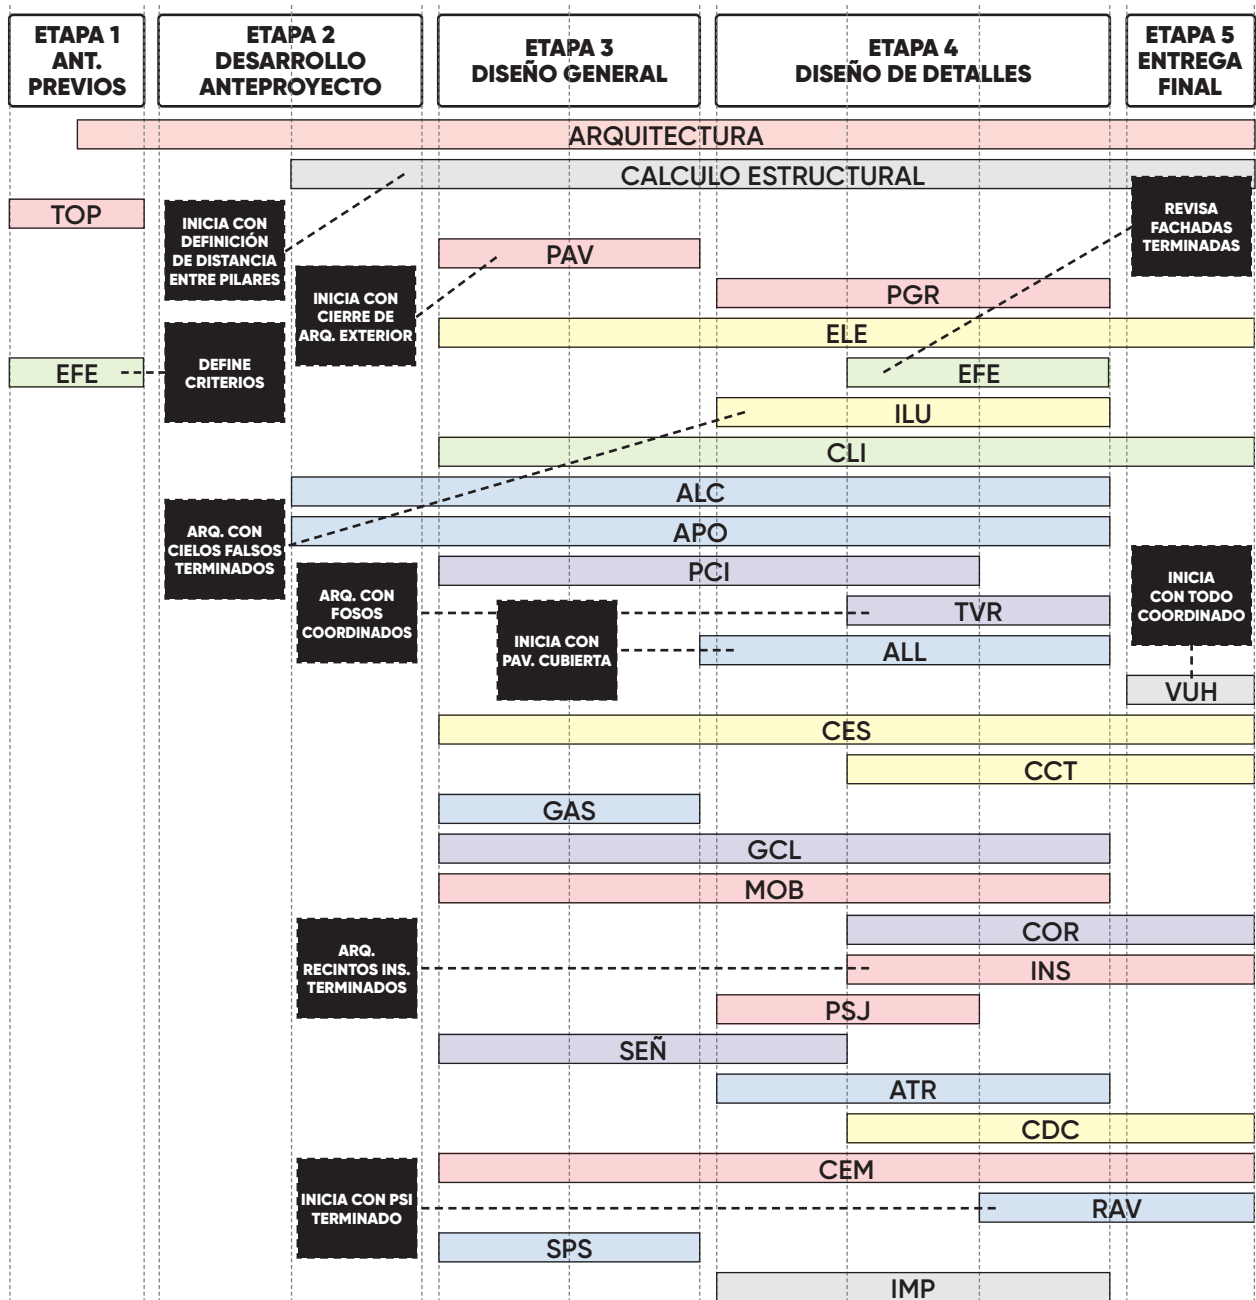 ETAPA 1
ANT.
PREVIOS
ETAPA 2
DESARROLLO
ANTEPROYECTO
ETAPA 3
DISEÑO GENERAL
ETAPA 4
DISEÑO DE DETALLES
ETAPA 5
ENTREGA
FINAL
ARQUITECTURA
CALCULO ESTRUCTURAL
TOP
INICIA CON
DEFINICIÓN
DE DISTANCIA
ENTRE PILARES
REVISA
FACHADAS
TERMINADAS
PAV
INICIA CON
CIERRE DE
ARQ. EXTERIOR
PGR
ELE
EFE
DEFINE
CRITERIOS
EFE
ILU
CLI
ALC
ARQ. CON
CIELOS FALSOS
TERMINADOS
APO
PCI
ARQ. CON
FOSOS
COORDINADOS
INICIA
CON TODO
COORDINADO
TVR
INICIA CON
PAV. CUBIERTA
ALL
VUH
CES
CCT
GAS
GCL
MOB
COR
ARQ.
RECINTOS INS.
TERMINADOS
INS
PSJ
SEÑ
ATR
CDC
CEM
INICIA CON PSI
TERMINADO
RAV
SPS
IMP